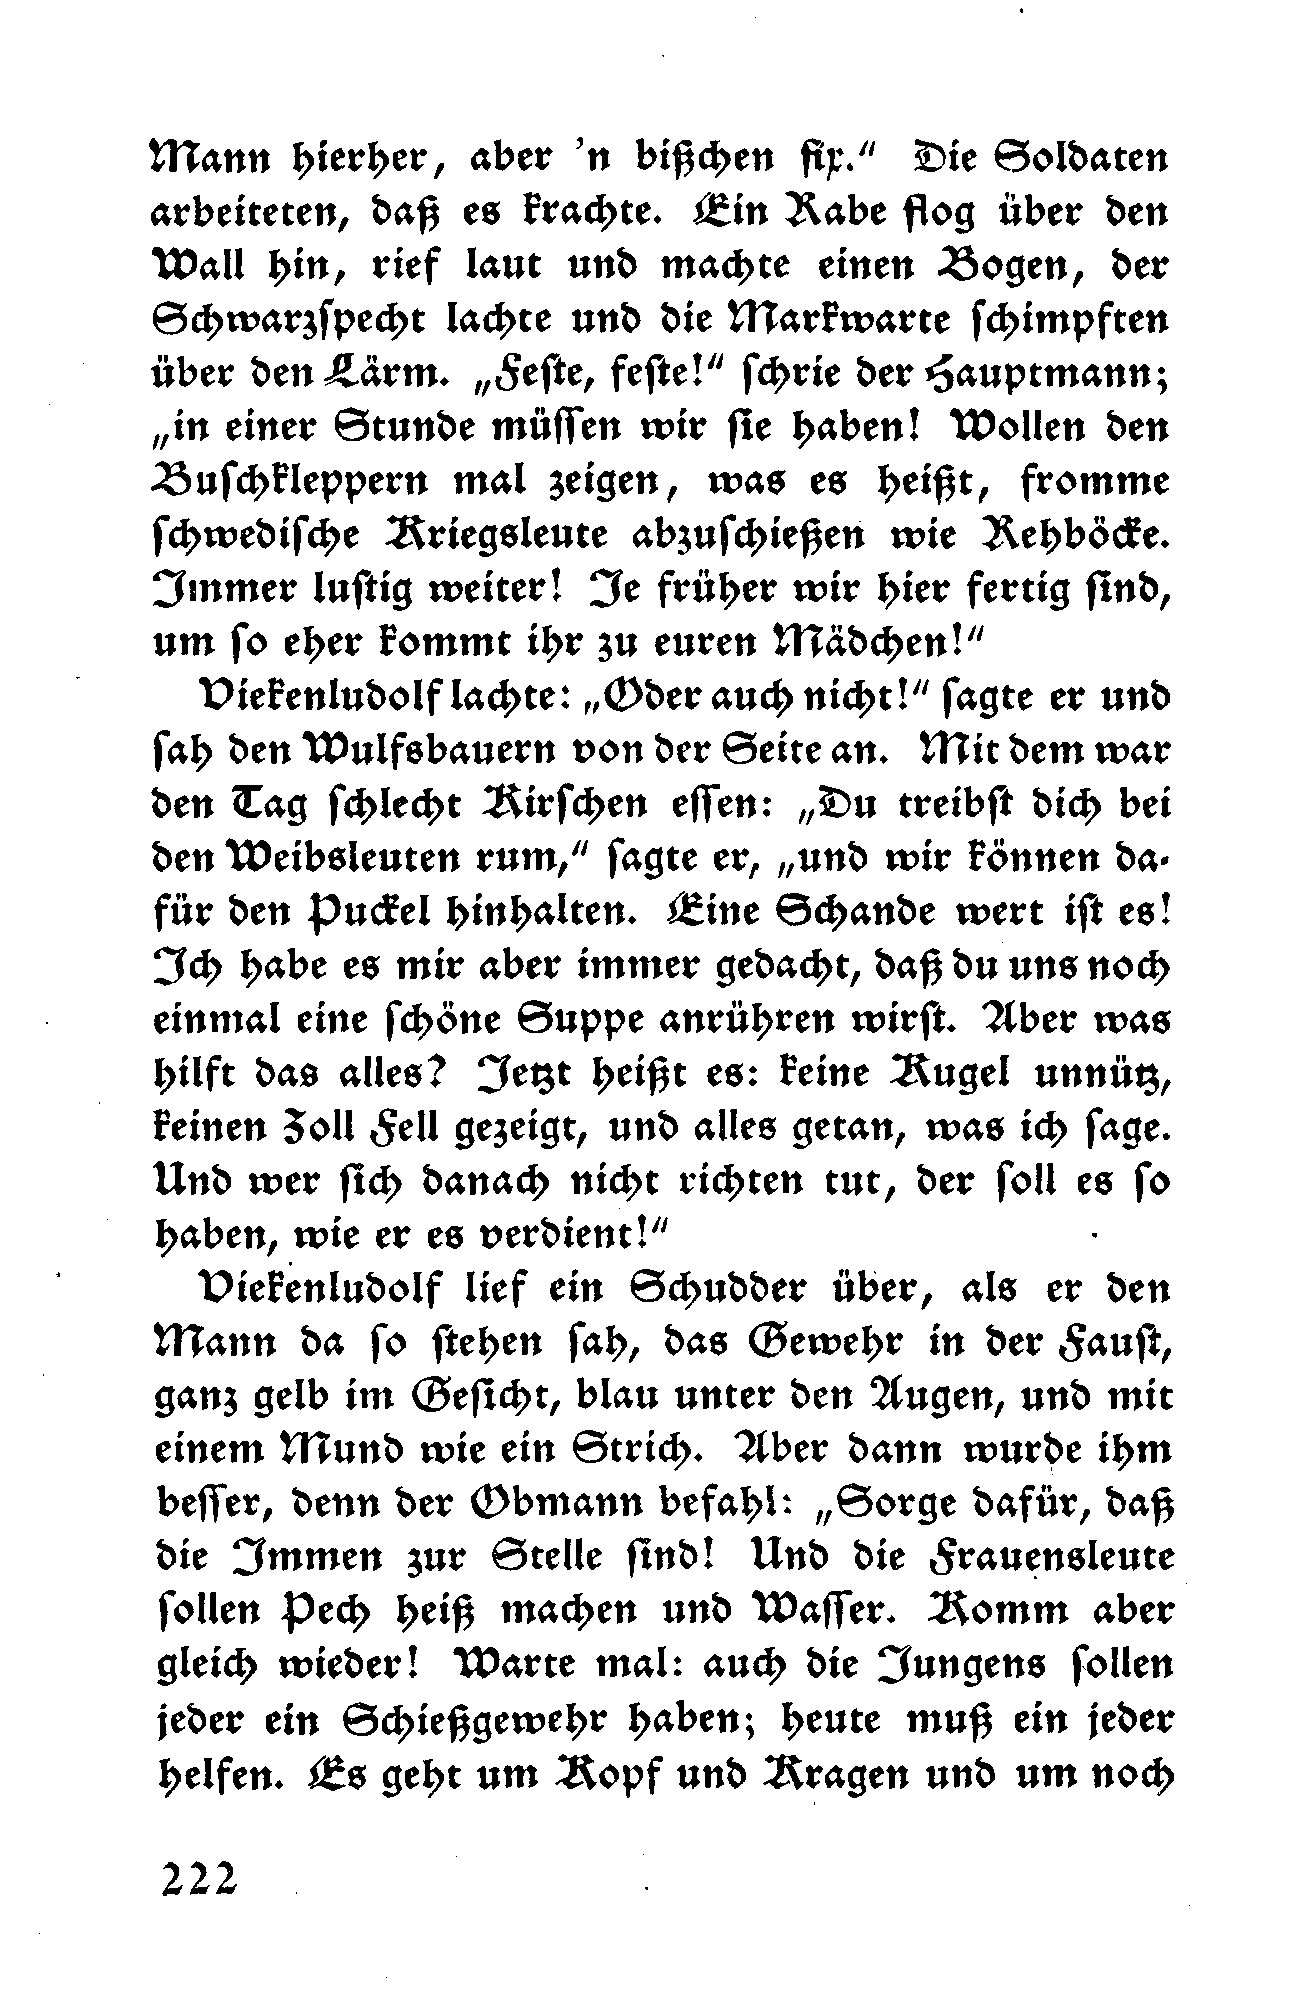 Mann hierher, aber 'n bißchen fix.“ Die Soldaten
arbeiteten, daß es krachte. Ein Rabe flog über den
Wall hin, rief laut und machte einen Bogen, der
Schwarzspecht lachte und die Markwarte schimpften
über den Lärm. „Feste, feste!“ schrie der Hauptmann;
„in einer Stunde müssen wir sie haben! Wollen den
Buschkleppern mal zeigen, was es heißt, fromme
schwedische Kriegsleute abzuschießen wie Rehböcke.
Immer lustig weiter! Je früher wir hier fertig sind,
um so eher kommt ihr zu euren Mädchen!“
Viekenludolf lachte: „Oder auch nicht!“ sagte er und
sah den Wulfsbauern von der Seite an. Mit dem war
den Tag schlecht Kirschen essen: „Du treibst dich bei
den Weibsleuten rum,“ sagte er, „und wir können da-
für den Puckel hinhalten. Eine Schande wert ist es!
Ich habe es mir aber immer gedacht, daß du uns noch
einmal eine schöne Suppe anrühren wirst. Aber was
hilft das alles? Jetzt heißt es: keine Kugel unnütz,
keinen Zoll Fell gezeigt, und alles getan, was ich sage.
Und wer sich danach nicht richten tut, der soll es so
haben, wie er es verdient!“
Viekenludolf lief ein Schudder über, als er den
Mann da so stehen sah, das Gewehr in der Faust,
ganz gelb im Gesicht, blau unter den Augen, und mit
einem Mund wie ein Strich. Aber dann wurde ihm
besser, denn der Obmann befahl: „Sorge dafür, daß
die Immen zur Stelle sind! Und die Frauensleute
sollen Pech heiß machen und Wasser. Komm aber
gleich wieder! Warte mal: auch die Jungens sollen
jeder ein Schießgewehr haben; heute muß ein jeder
helfen. Es geht um Kopf und Kragen und um noch
222